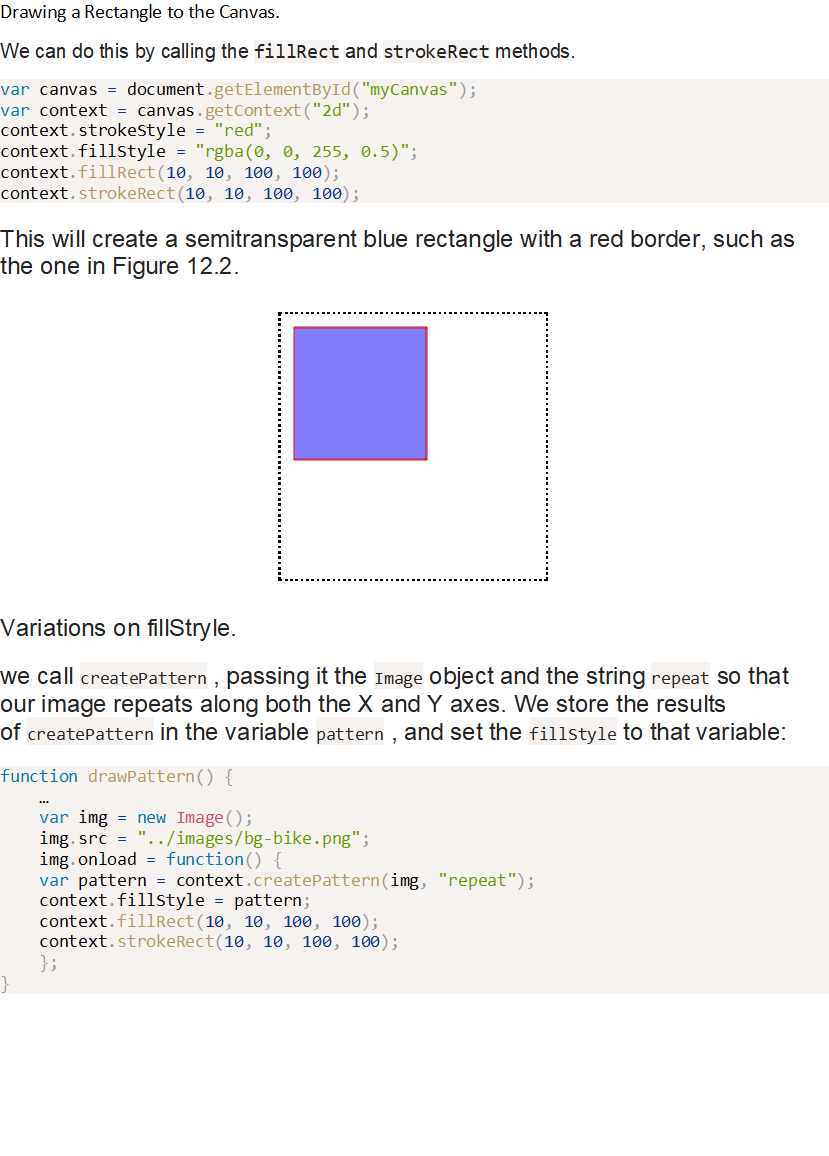 Drawing a Rectangle to the Canvas.
We can do this by calling the fillRect and strokeRect methods.
var canvas = document.getElementById("myCanvas");
var context = canvas.getContext("2d");
context.strokeStyle = "red";
context.fillStyle = "rgba(0, 0, 255, 0.5)";
context.fillRect(10, 10, 100, 100);
context.strokeRect(10, 10, 100, 100);
This will create a semitransparent blue rectangle with a red border, such as
the one in Figure 12.2.
Variations on fillStryle.
we call createPattern , passing it the Image object and the string repeat so that
our image repeats along both the X and Y axes. We store the results
of createPattern in the variable pattern , and set the fillStyle to that variable:
function drawPattern() {
    …
    var img = new Image();
    img.src = "../images/bg-bike.png";
    img.onload = function() {
    var pattern = context.createPattern(img, "repeat");
    context.fillStyle = pattern;
    context.fillRect(10, 10, 100, 100);
    context.strokeRect(10, 10, 100, 100);
    };
}